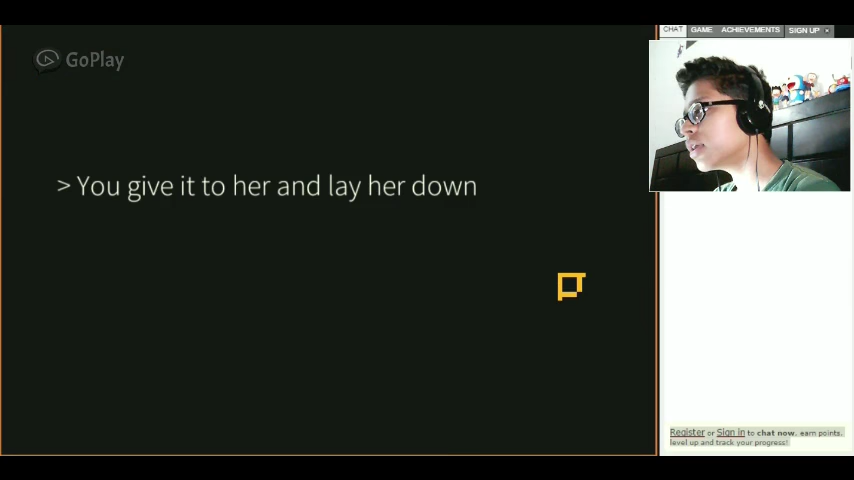 CHAT GAME ACHIEVEMENTS SIGN UP
GoPlay
> You give it to her and lay her down
Register or Sign in to chat now, earn points,
level up and track your progress!